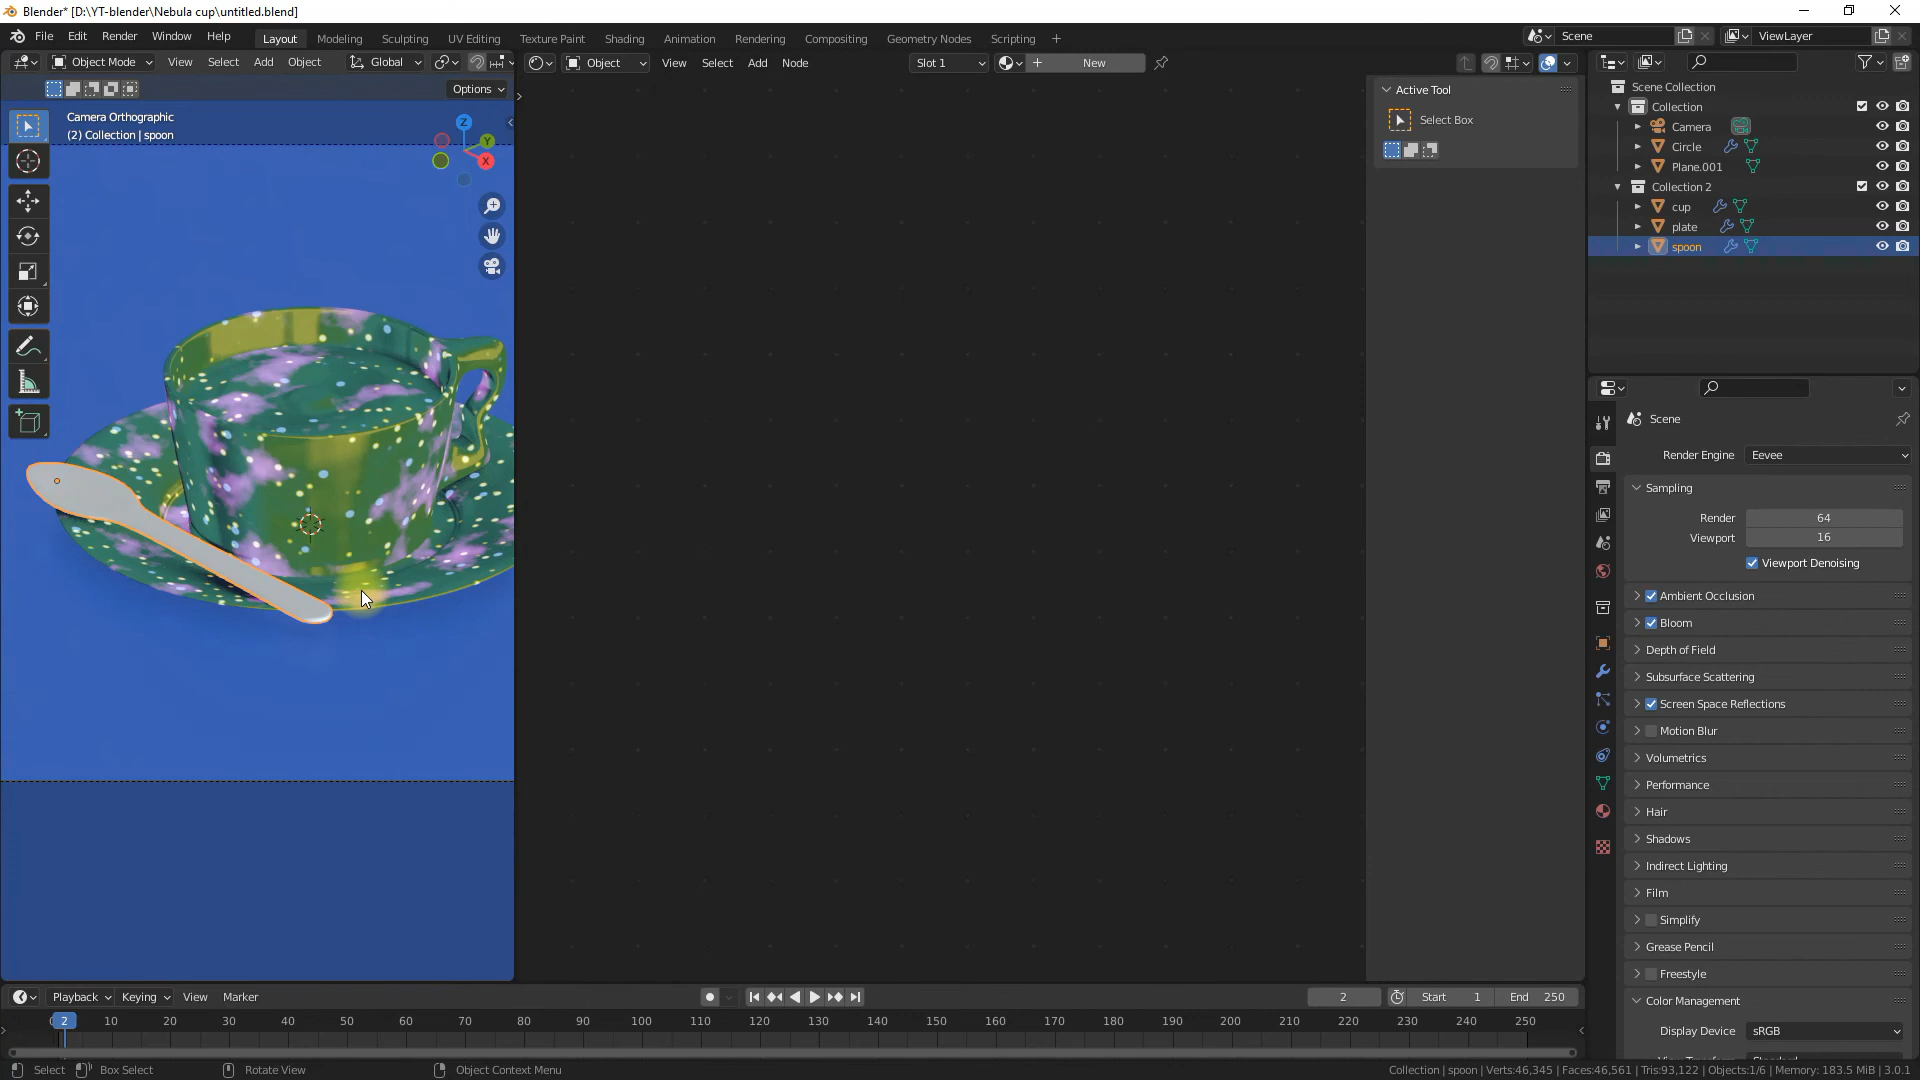 Blender* [D:\YT-blender\Nebula cup\untitled.blend]
File Edit Render Window Help Layout Modeling Sculpting UV Editing Texture Paint Shading Animation Rendering Compositing Geometry Nodes Scripting + Scene ViewLayer
Object Mode View Select Add Object Global Object View Select Add Node Slot 1 New
Options
Camera Orthographic
(2) Collection | spoon
Z
Y
X
Active Tool
Select Box
Scene Collection
Collection
Camera
Circle
Plane.001
Collection 2
cup
plate
spoon
Scene
Render Engine Eevee
Sampling
Render 64
Viewport 16
Viewport Denoising
Ambient Occlusion
Bloom
Depth of Field
Subsurface Scattering
Screen Space Reflections
Motion Blur
Volumetrics
Performance
Hair
Shadows
Indirect Lighting
Film
Simplify
Grease Pencil
Freestyle
Color Management
Display Device sRGB
Playback Keying View Marker 2 Start 1 End 250
2 10 20 30 40 50 60 70 80 90 100 110 120 130 140 150 160 170 180 190 200 210 220 230 240 250
Select Box Select Rotate View Object Context Menu Collection | spoon | Verts:46,345 | Faces:46,561 | Tris:93,122 | Objects:1/6 | Memory: 183.5 MiB | 3.0.1